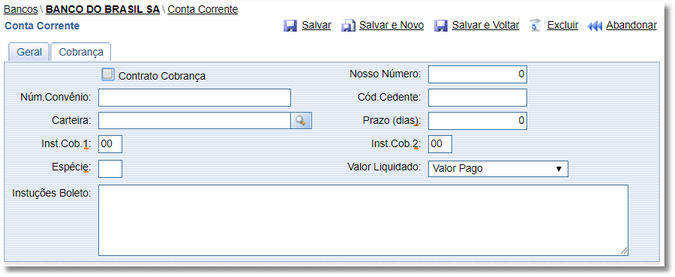 Bancos \ BANCO DO BRASIL SA \ Conta Corrente
Conta Corrente Salvar Salvar e Novo Salvar e Voltar Excluir Abandonar
Geral Cobrança
Contrato Cobrança Nosso Número: 0
Núm.Convênio: Cód.Cedente:
Carteira: Prazo (dias): 0
Inst.Cob.1: 00 Inst.Cob.2: 00
Espécie: Valor Liquidado: Valor Pago
Instuções Boleto: